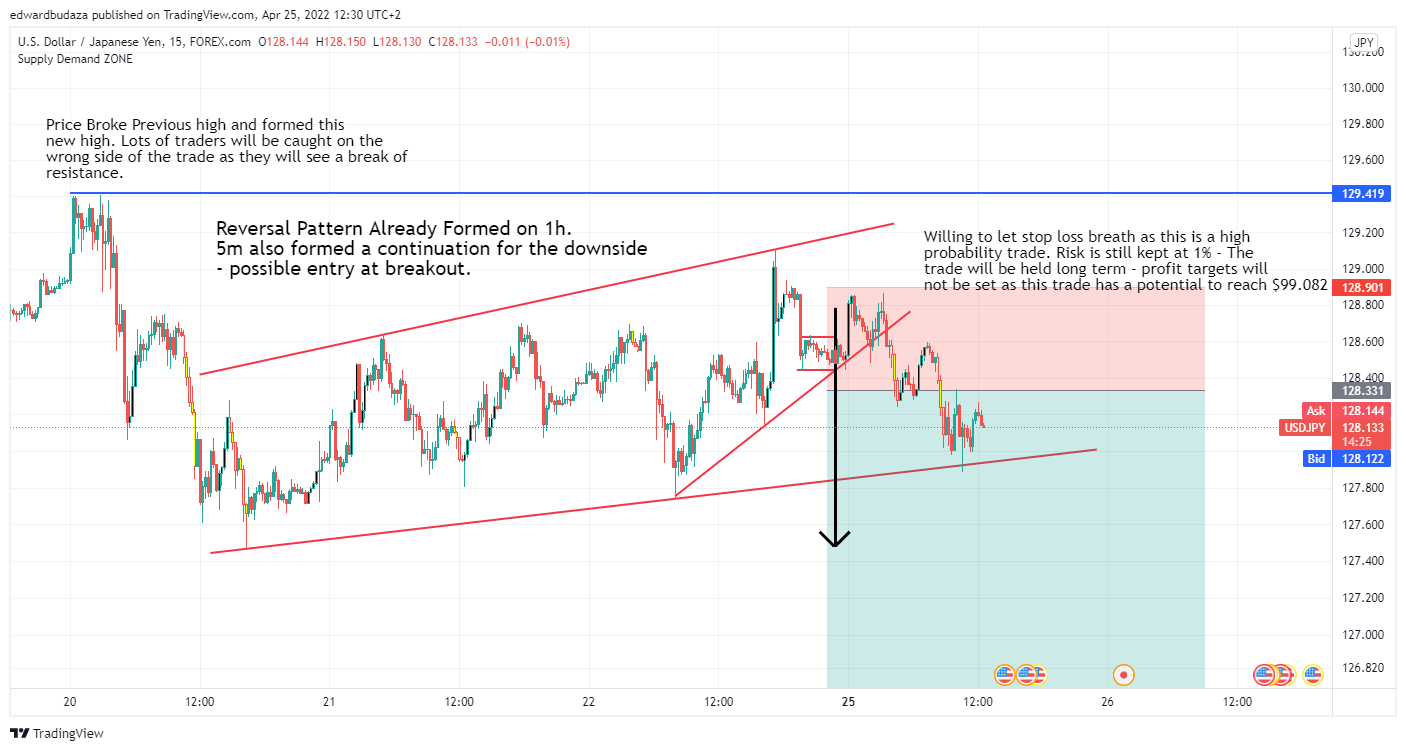 edwardbudaza published on TradingView.com, Apr 25, 2022 12:30 UTC+2
U.S. Dollar / Japanese Yen, 15, FOREX.com O128.144 H128.150 L128.130 C128.133 −0.011 (−0.01%)
Supply Demand ZONE
JPY
130.200
130.000
129.800
129.600
129.419
129.200
129.000
128.901
128.800
128.600
128.400
128.331
Ask 128.144
USDJPY 128.133
14:25
Bid 128.122
127.800
127.600
127.400
127.200
127.000
126.820
Price Broke Previous high and formed this
new high. Lots of traders will be caught on the
wrong side of the trade as they will see a break of
resistance.
Reversal Pattern Already Formed on 1h.
5m also formed a continuation for the downside
- possible entry at breakout.
Willing to let stop loss breath as this is a high
probability trade. Risk is still kept at 1% - The
trade will be held long term - profit targets will
not be set as this trade has a potential to reach $99.082
20 12:00 21 12:00 22 12:00 25 12:00 26 12:00
TradingView